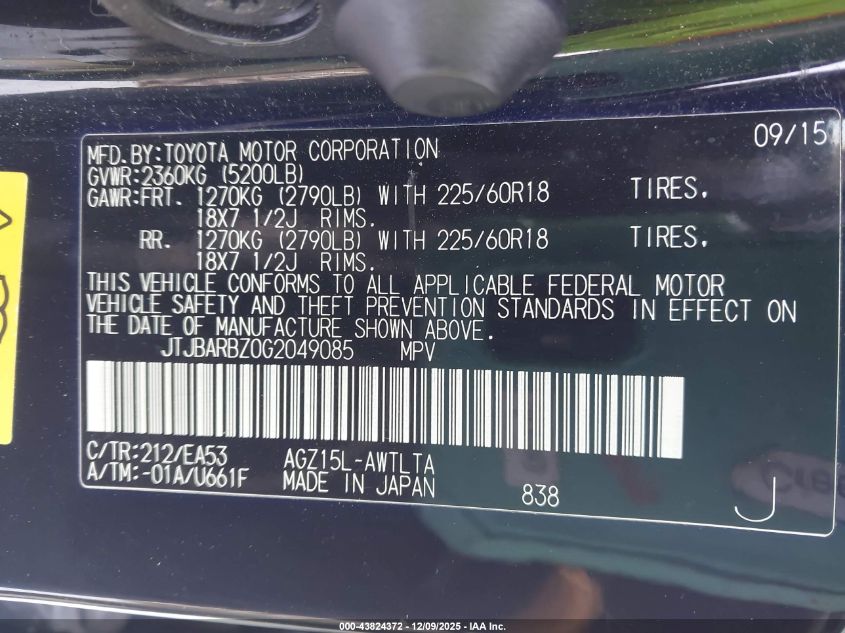 09/15
MFD.BY:TOYOTA MOTOR CORPORATION
GVWR:2360KG (5200LB)
GAWR:FRT. 1270KG (2790LB) WITH 225/60R18 TIRES,
18X7 1/2J RIMS.
RR. 1270KG (2790LB) WITH 225/60R18 TIRES,
18X7 1/2J RIMS.
THIS VEHICLE CONFORMS TO ALL APPLICABLE FEDERAL MOTOR
VEHICLE SAFETY AND THEFT PREVENTION STANDARDS IN EFFECT ON
THE DATE OF MANUFACTURE SHOWN ABOVE.
JTJBARBZ0G2049085 MPV
C/TR:212/EA53 AGZ15L-AWTLTA
A/TM:-01A/U661F MADE IN JAPAN 838 J
000-43824372 - 12/09/2025 - IAA Inc.